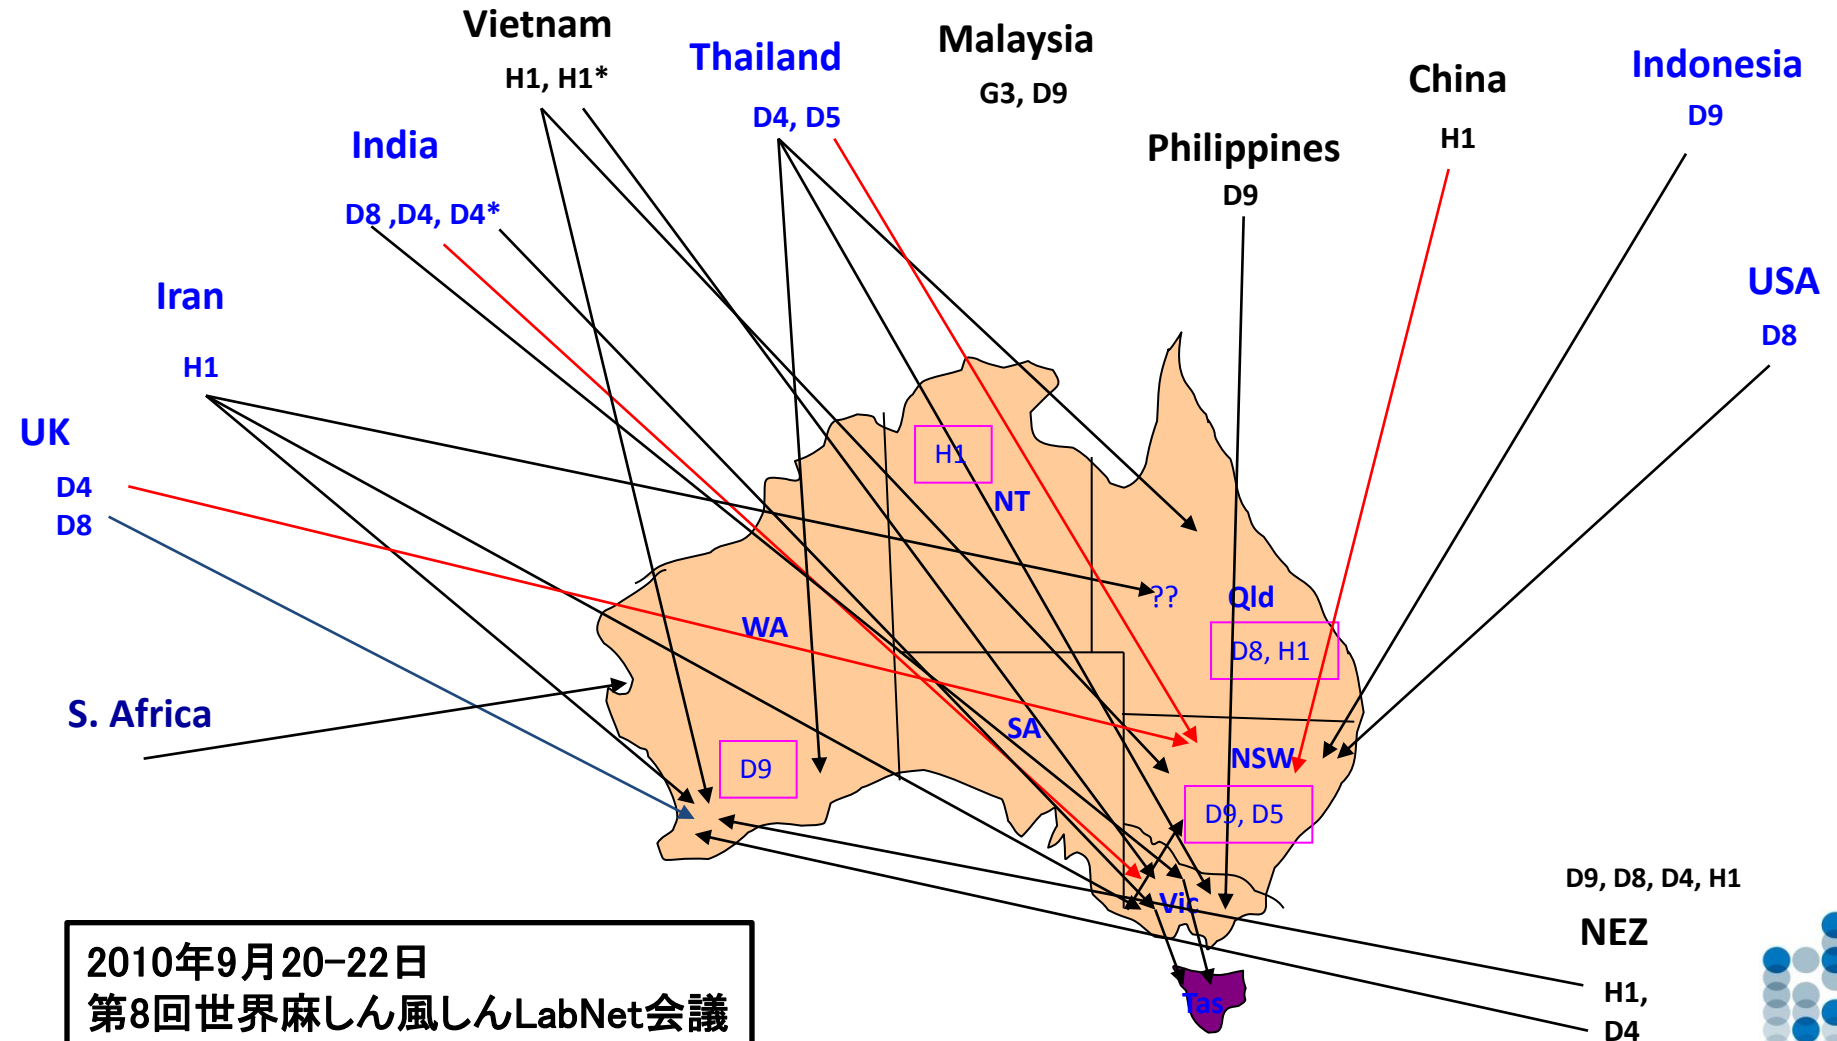 Vietnam
H1, H1*
Thailand
D4, D5
Malaysia
G3, D9
China
H1
Indonesia
D9
India
D8 ,D4, D4*
Philippines
D9
Iran
H1
USA
D8
UK
D4
D8
S. Africa
H1
NT
??
Qld
D8, H1
WA
SA
D9
NSW
D9, D5
Vic
Tas
D9, D8, D4, H1
NEZ
H1,
D4
2010年9月20-22日
第8回世界麻しん風しんLabNet会議